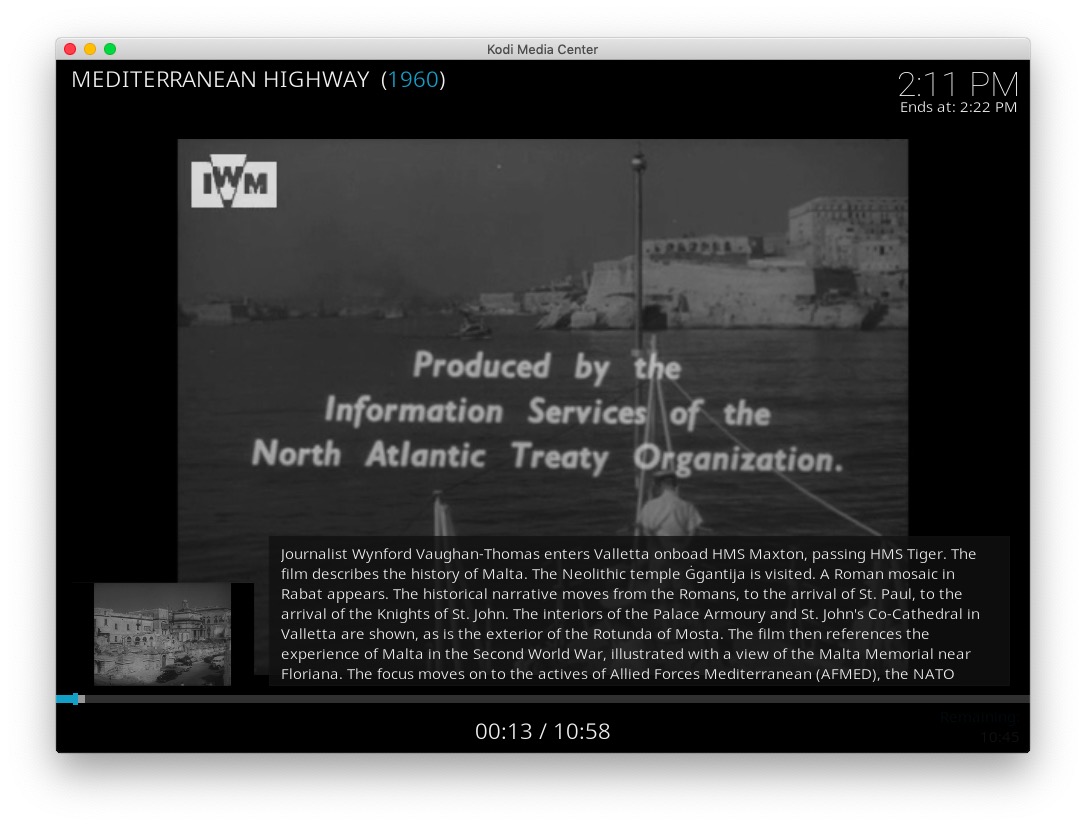 Kodi Media Center
MEDITERRANEAN HIGHWAY (1960)
2:11 PM
Ends at: 2:22 PM
IWM
Produced by the
Information Services of the
North Atlantic Treaty Organization.
Journalist Wynford Vaughan-Thomas enters Valletta onboad HMS Maxton, passing HMS Tiger. The
film describes the history of Malta. The Neolithic temple Ġgantija is visited. A Roman mosaic in
Rabat appears. The historical narrative moves from the Romans, to the arrival of St. Paul, to the
arrival of the Knights of St. John. The interiors of the Palace Armoury and St. John's Co-Cathedral in
Valletta are shown, as is the exterior of the Rotunda of Mosta. The film then references the
experience of Malta in the Second World War, illustrated with a view of the Malta Memorial near
Floriana. The focus moves on to the actives of Allied Forces Mediterranean (AFMED), the NATO
00:13 / 10:58
10:45